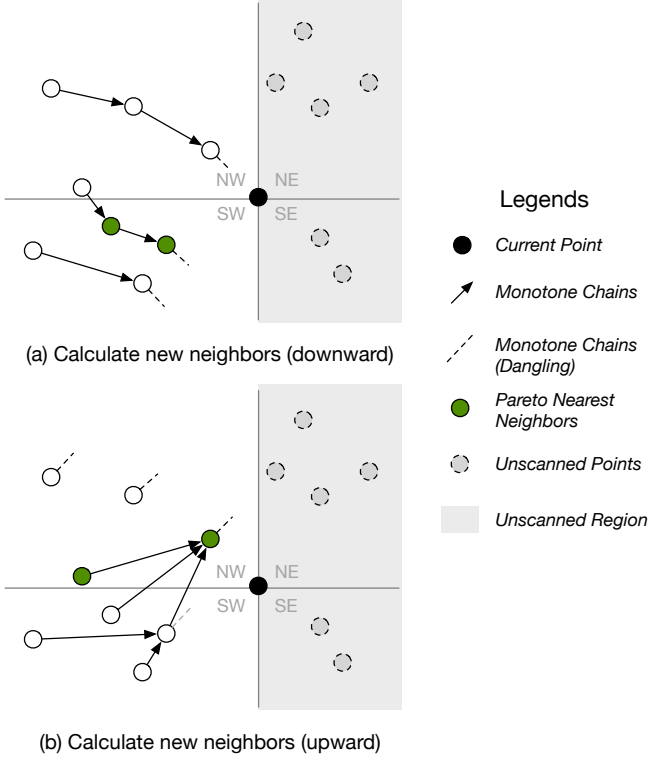 NW NE
SW SE
(a) Calculate new neighbors (downward)
NW NE
SW SE
(b) Calculate new neighbors (upward)
Legends
Current Point
Monotone Chains
Monotone Chains
(Dangling)
Pareto Nearest
Neighbors
Unscanned Points
Unscanned Region